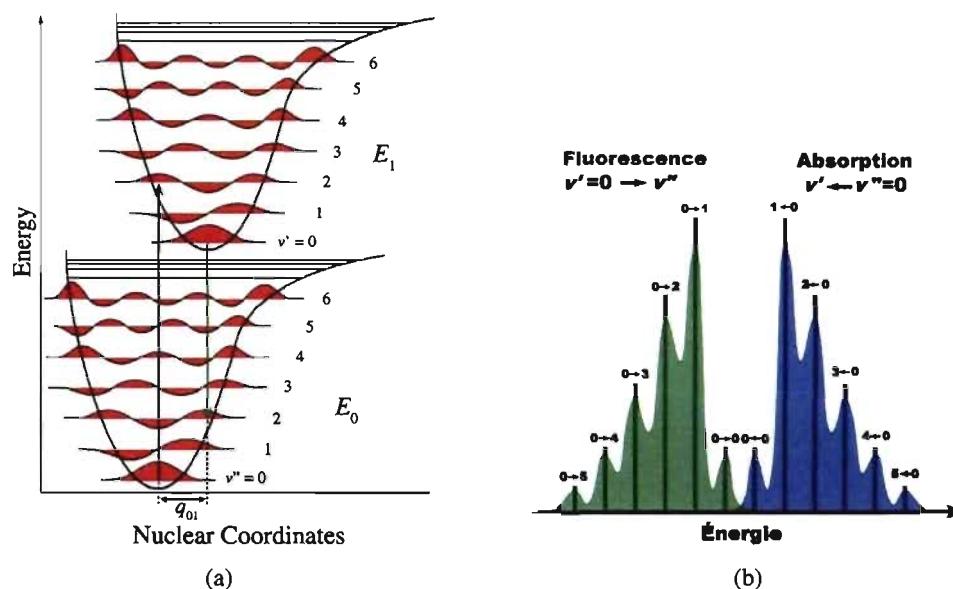 Energy
6
5
4
3
2
1
v' = 0
E₁
6
5
4
3
2
1
v'' = 0
E₀
q₀₁
Nuclear Coordinates
(a)
Fluorescence
v'=0 → v''
Absorption
v' ← v''=0
0→5
0→4
0→3
0→2
0→1
0→0
0←0
1←0
2←0
3←0
4←0
5←0
Énergie
(b)